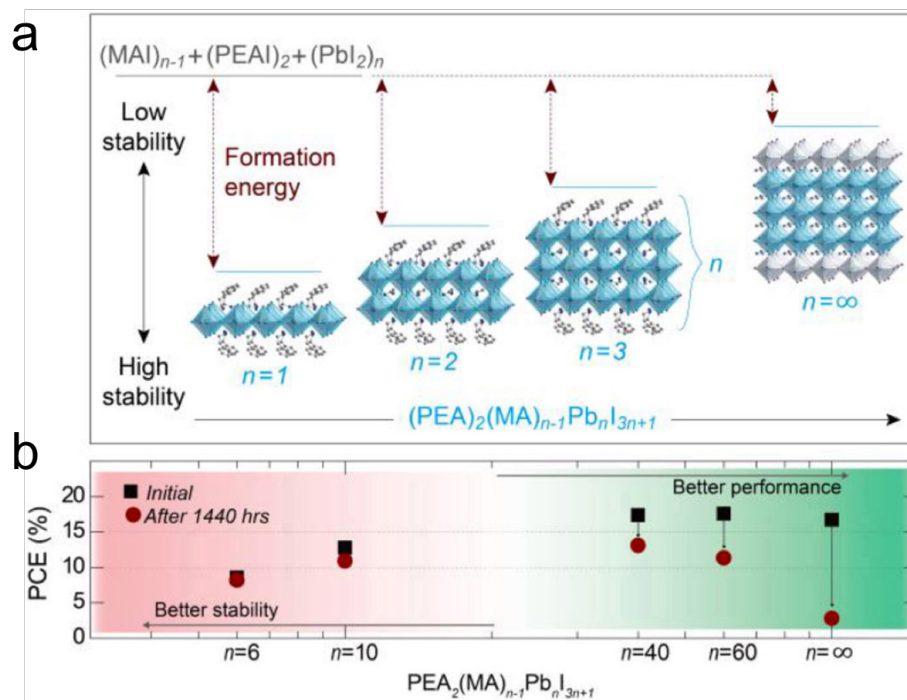 a
(MAI)n-1+(PEAI)2+(PbI2)n
Low
stability
Formation
energy
High
stability
n=1
n=2
n=3
n
n=∞
(PEA)2(MA)n-1PbnI3n+1
b
PCE (%)
20
15
10
5
0
Initial
After 1440 hrs
Better performance
Better stability
n=6
n=10
n=40
n=60
n=∞
PEA2(MA)n-1PbnI3n+1